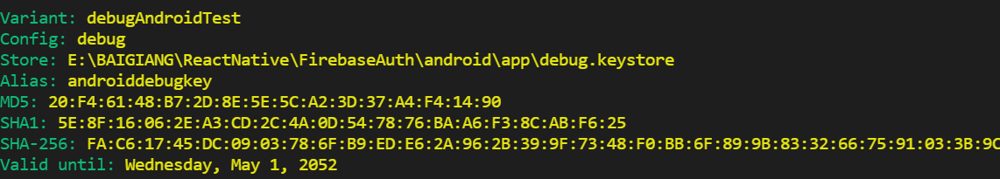 Variant: debugAndroidTest
Config: debug
Store: E:\BAIGIANG\ReactNative\FirebaseAuth\android\app\debug.keystore
Alias: androiddebugkey
MD5: 20:F4:61:48:B7:2D:8E:5E:5C:A2:3D:37:A4:F4:14:90
SHA1: 5E:8F:16:06:2E:A3:CD:2C:4A:0D:54:78:76:BA:A6:F3:8C:AB:F6:25
SHA-256: FA:C6:17:45:DC:09:03:78:6F:B9:ED:E6:2A:96:2B:39:9F:73:48:F0:BB:6F:89:9B:83:32:66:75:91:03:3B:9C
Valid until: Wednesday, May 1, 2052